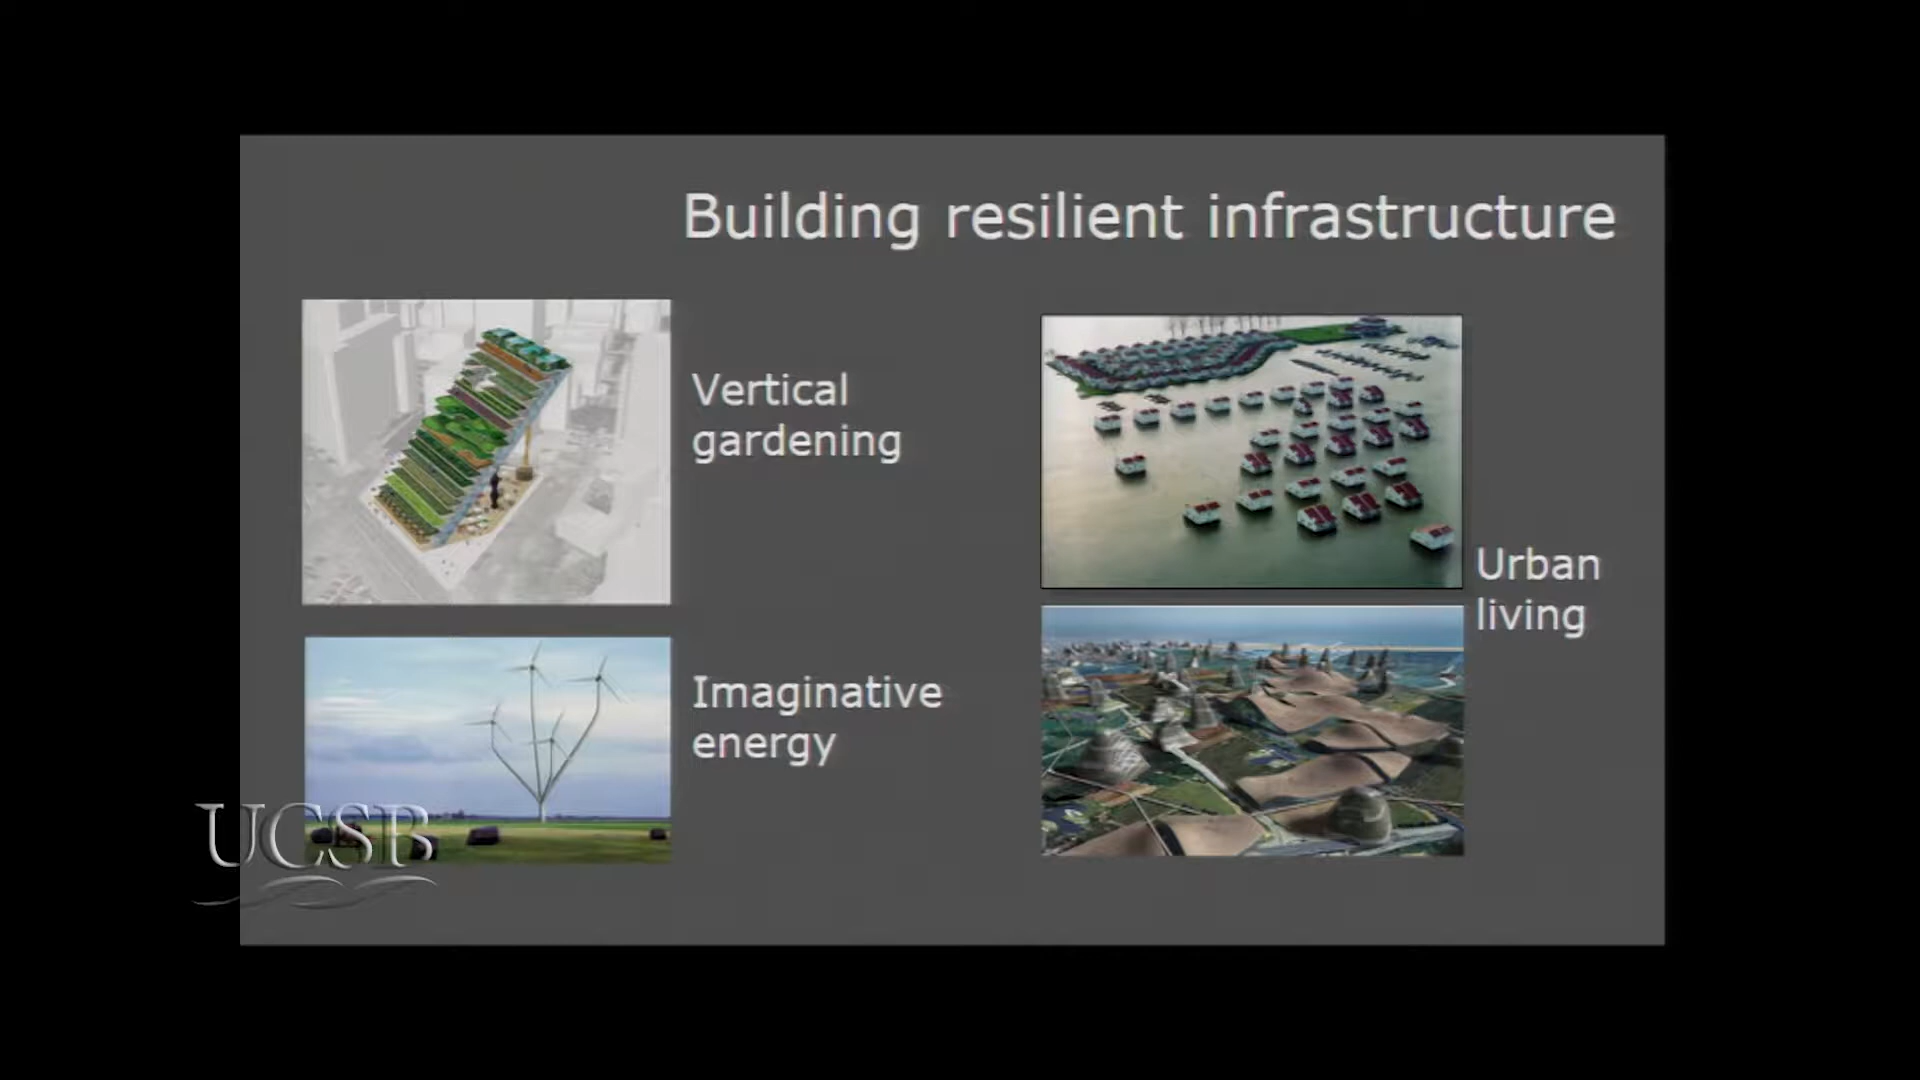 Building resilient infrastructure
Vertical
gardening
Imaginative
energy
Urban
living
UCSB